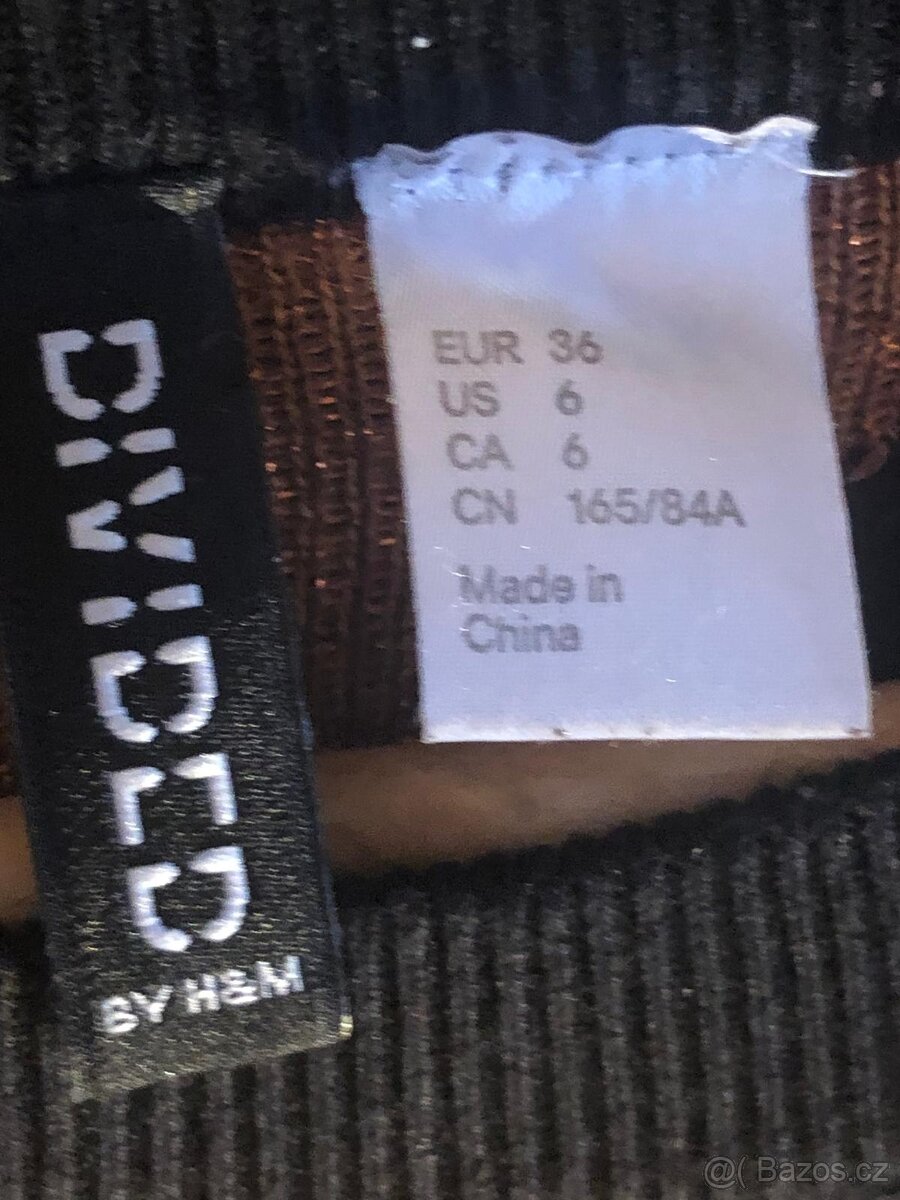 DIVIDED
BY H&M
EUR 36
US 6
CA 6
CN 165/84A
Made in
China
@( Bazos.cz